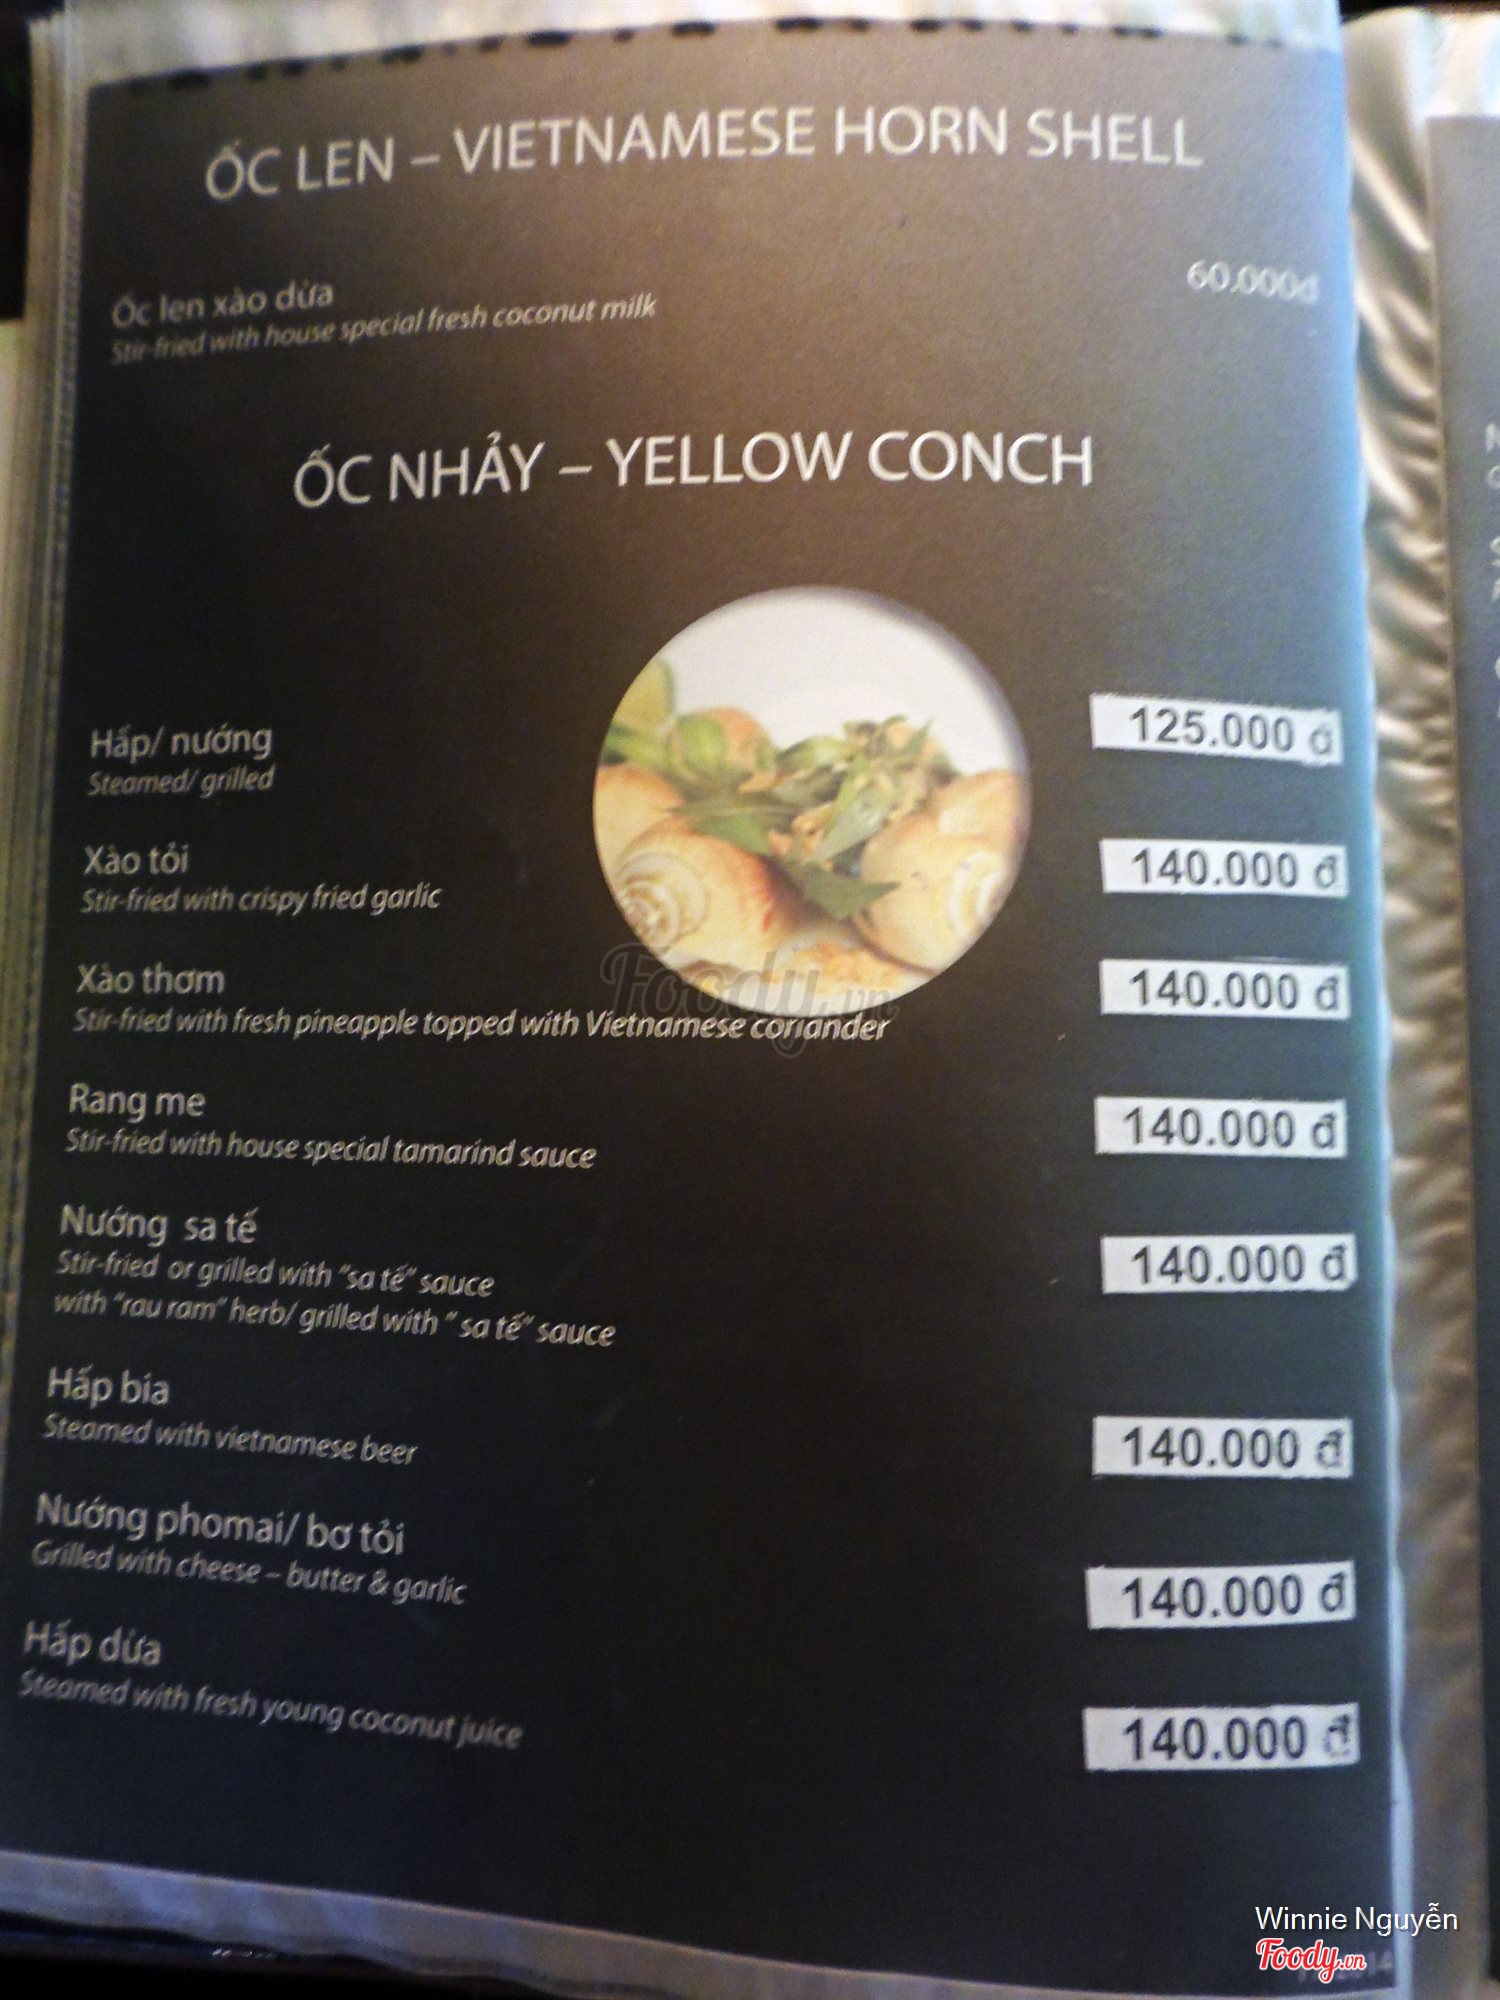 ỐC LEN – VIETNAMESE HORN SHELL
Ốc len xào dừa 60.000đ
Stir-fried with house special fresh coconut milk
ỐC NHẢY – YELLOW CONCH
Hấp/ nướng 125.000 đ
Steamed/ grilled
Xào tỏi 140.000 đ
Stir-fried with crispy fried garlic
Xào thơm 140.000 đ
Stir-fried with fresh pineapple topped with Vietnamese coriander
Rang me 140.000 đ
Stir-fried with house special tamarind sauce
Nướng sa tế 140.000 đ
Stir-fried or grilled with "sa tế" sauce
with "rau ram" herb/ grilled with " sa tế" sauce
Hấp bia 140.000 đ
Steamed with vietnamese beer
Nướng phomai/ bơ tỏi 140.000 đ
Grilled with cheese – butter & garlic
Hấp dừa 140.000 đ
Steamed with fresh young coconut juice
Foody.vn
Winnie Nguyễn
Foody.vn